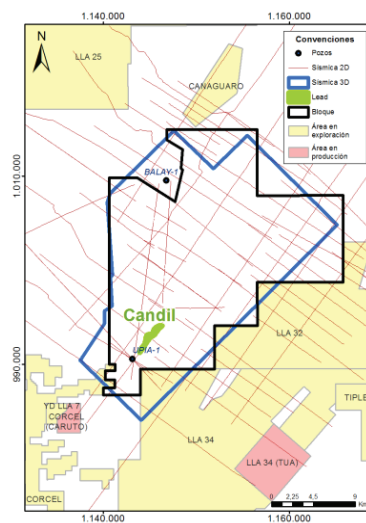 1.140.000
1.160.000
LLA 25
CANAGUARO
N
Convenciones
Pozos
Sísmica 2D
Sísmica 3D
Lead
Bloque
Área en
exploración
Área en
producción
1.010.000
BALAY-1
Candil
UPIA-1
LLA 32
990.000
YD LLA 7
CORCEL
(CARUTO)
TIPLE
LLA 34
LLA 34 (TUA)
CORCEL
0 2,25 4,5 9
Km
1.140.000
1.160.000